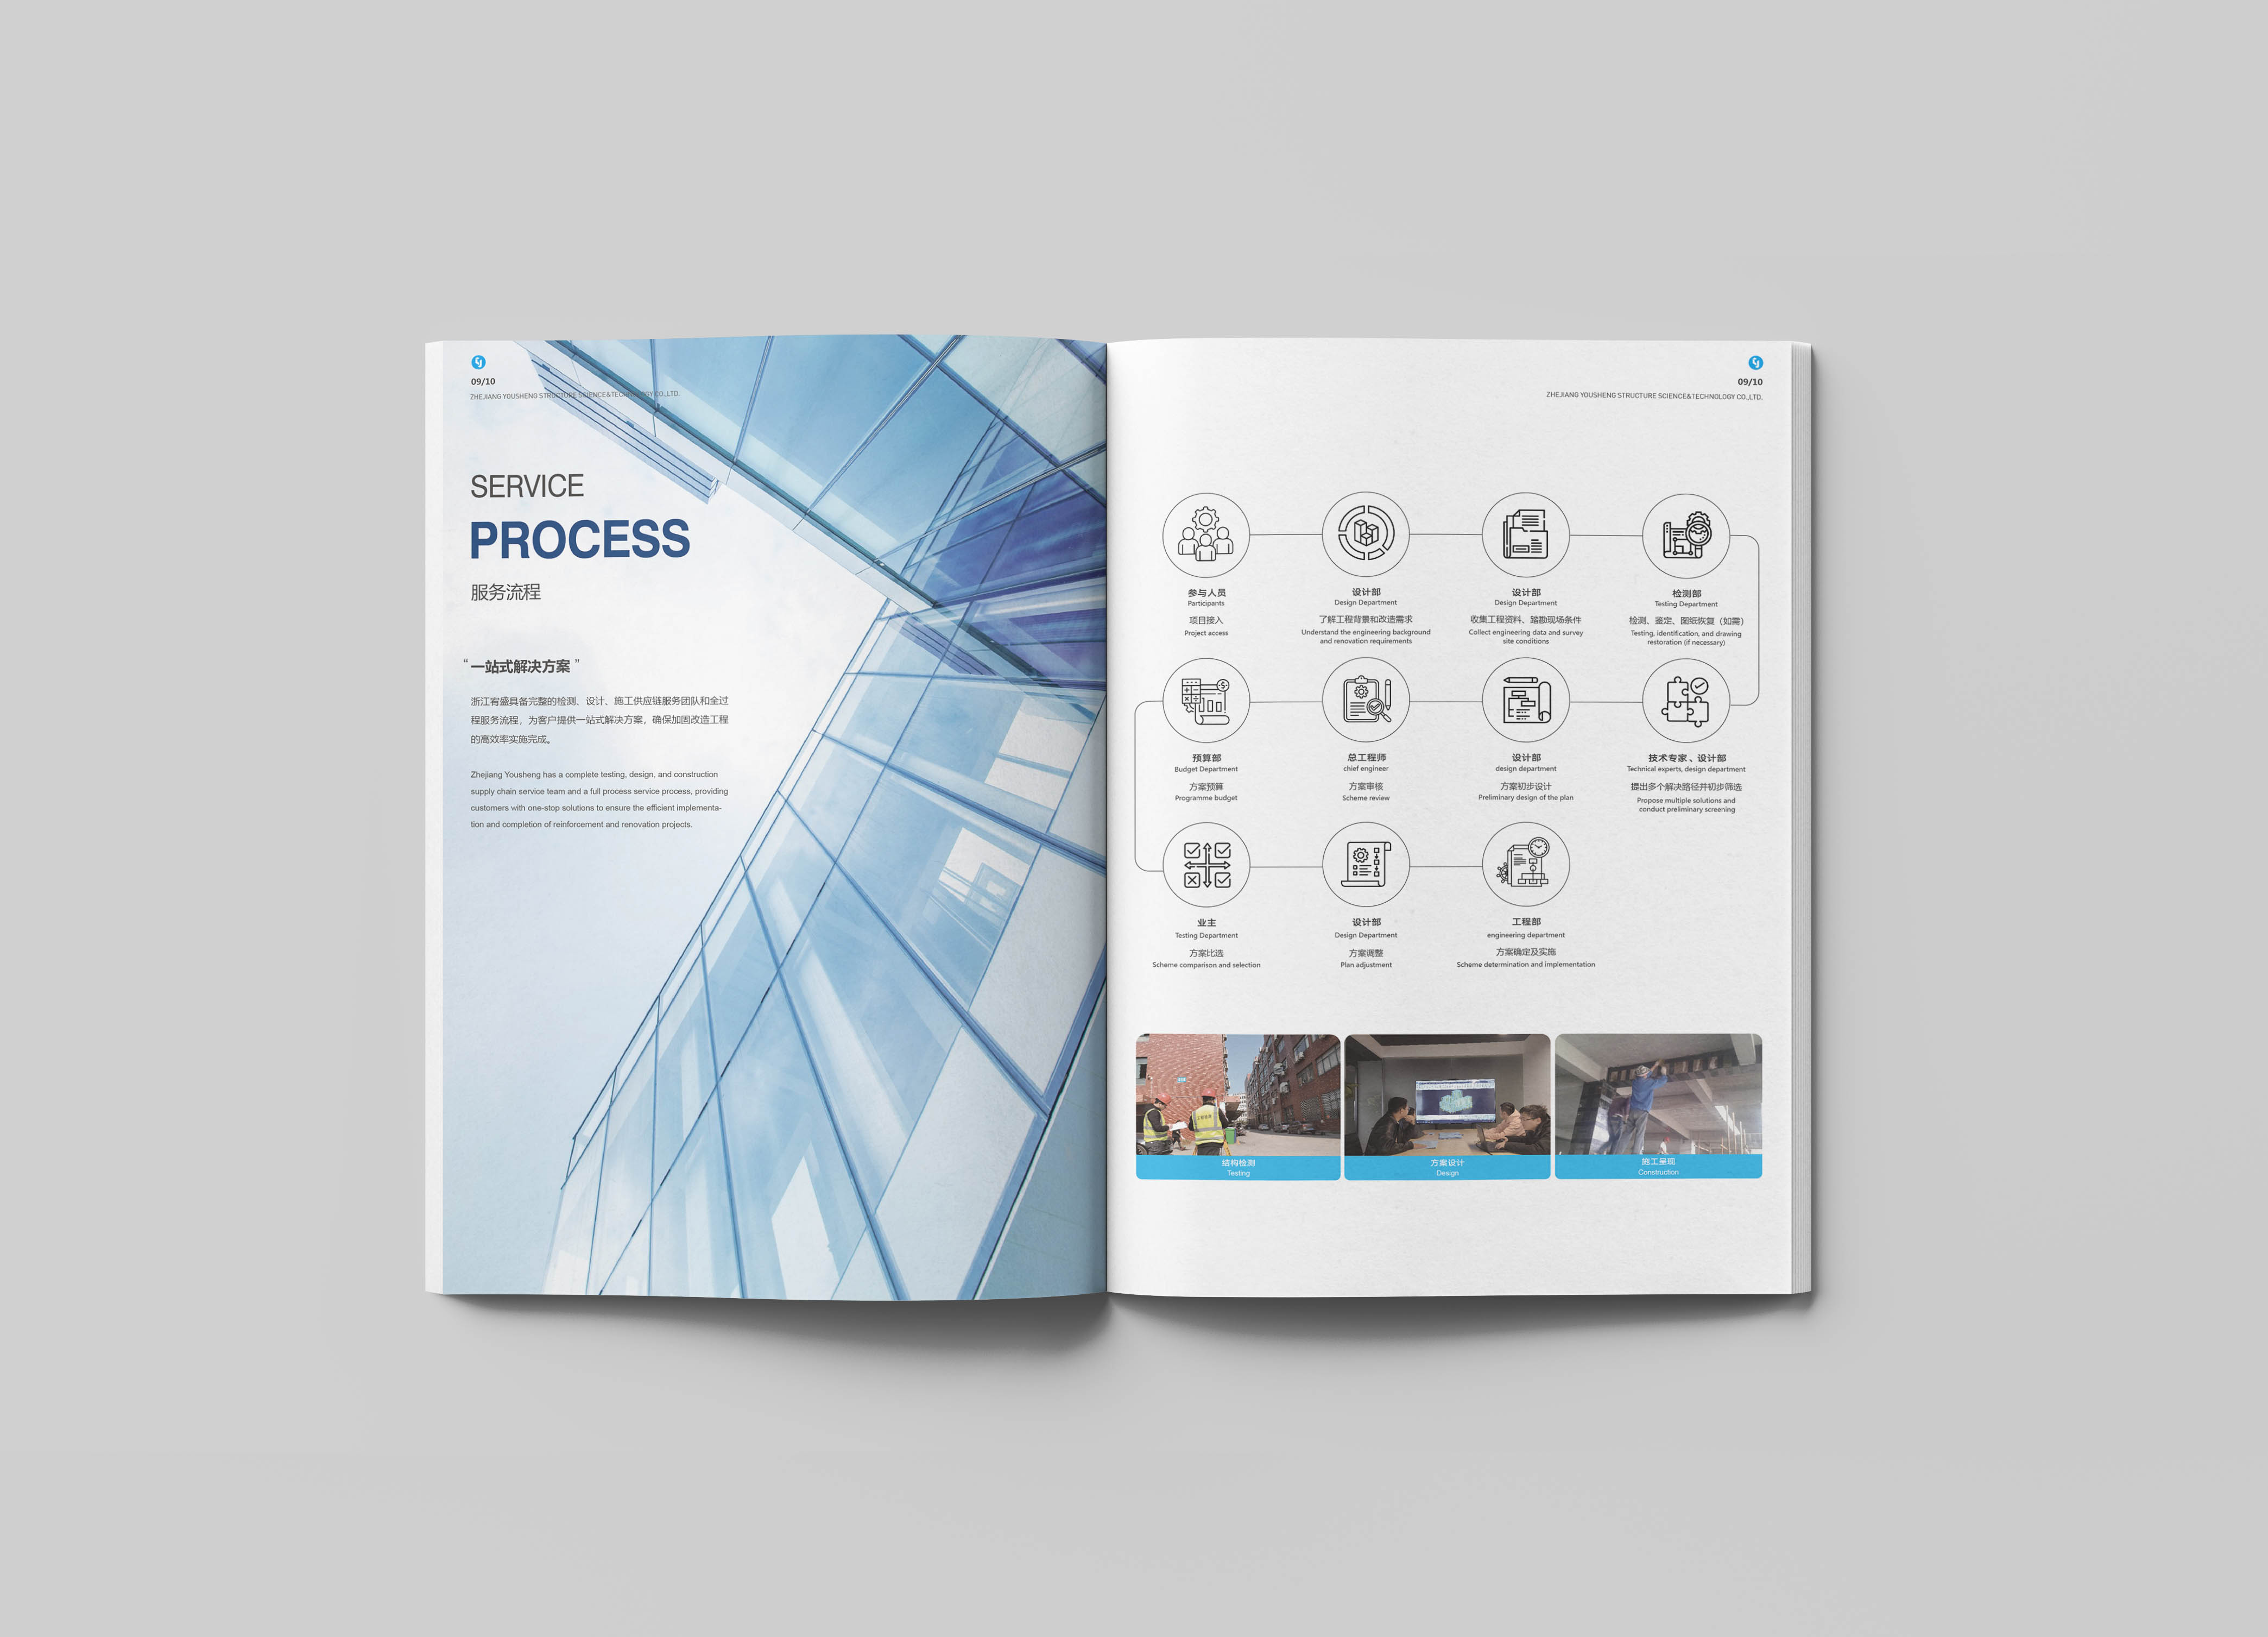 09/10
ZHEJIANG YOUSHENG STRUCTURE SCIENCE&TECHNOLOGY CO.,LTD.
SERVICE
PROCESS
服务流程
“一站式解决方案”
浙江宥盛具备完整的检测、设计、施工供应链服务团队和全过
程服务流程，为客户提供一站式解决方案，确保加固改造工程
的高效率实施完成。
Zhejiang Yousheng has a complete testing, design, and construction
supply chain service team and a full process service process, providing
customers with one-stop solutions to ensure the efficient implementa-
tion and completion of reinforcement and renovation projects.
09/10
ZHEJIANG YOUSHENG STRUCTURE SCIENCE&TECHNOLOGY CO.,LTD.
参与人员
Participants
项目接入
Project access
设计部
Design Department
了解工程背景和改造需求
Understand the engineering background
and renovation requirements
设计部
Design Department
收集工程资料、踏勘现场条件
Collect engineering data and survey
site conditions
检测部
Testing Department
检测、鉴定、图纸恢复（如需）
Testing, identification, and drawing
restoration (if necessary)
预算部
Budget Department
方案预算
Programme budget
总工程师
chief engineer
方案审核
Scheme review
设计部
design department
方案初步设计
Preliminary design of the plan
技术专家、设计部
Technical experts, design department
提出多个解决路径并初步筛选
Propose multiple solutions and
conduct preliminary screening
业主
Testing Department
方案比选
Scheme comparison and selection
设计部
Design Department
方案调整
Plan adjustment
工程部
engineering department
方案确定及实施
Scheme determination and implementation
结构检测
Testing
方案设计
Design
施工呈现
Construction